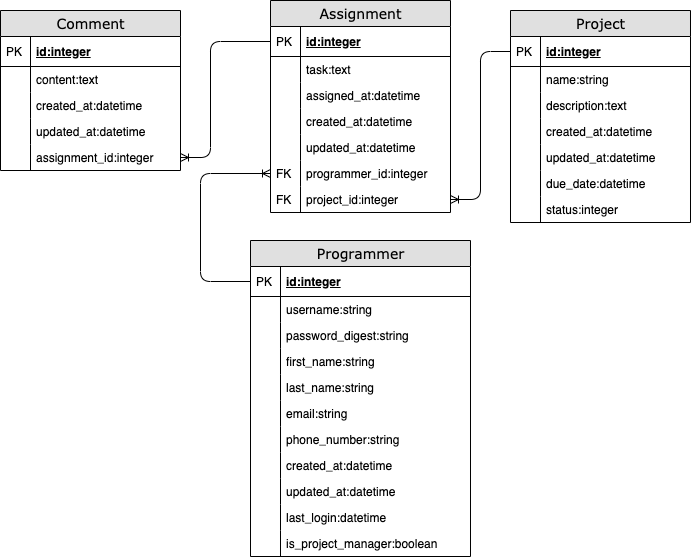 Comment
PK id:integer
content:text
created_at:datetime
updated_at:datetime
assignment_id:integer
Assignment
PK id:integer
task:text
assigned_at:datetime
created_at:datetime
updated_at:datetime
FK programmer_id:integer
FK project_id:integer
Project
PK id:integer
name:string
description:text
created_at:datetime
updated_at:datetime
due_date:datetime
status:integer
Programmer
PK id:integer
username:string
password_digest:string
first_name:string
last_name:string
email:string
phone_number:string
created_at:datetime
updated_at:datetime
last_login:datetime
is_project_manager:boolean